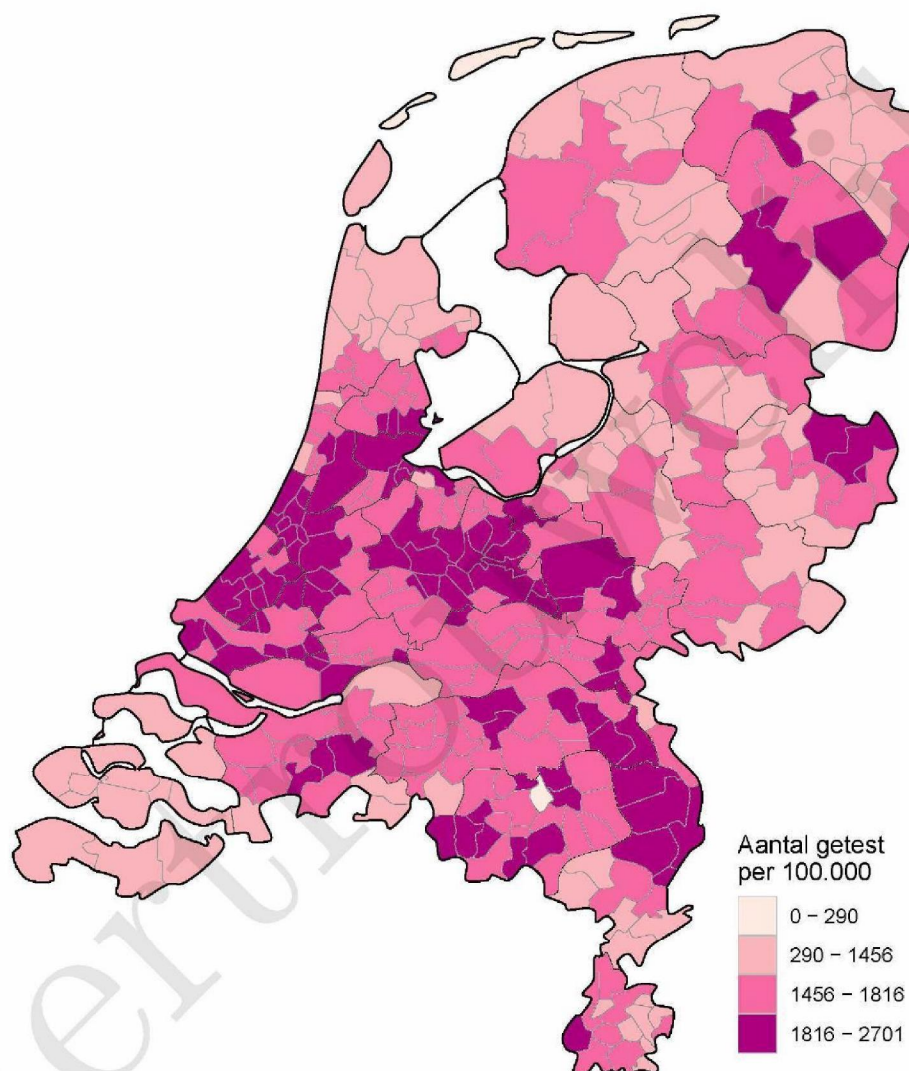 Aantal getest
per 100.000
0 – 290
290 – 1456
1456 – 1816
1816 – 2701